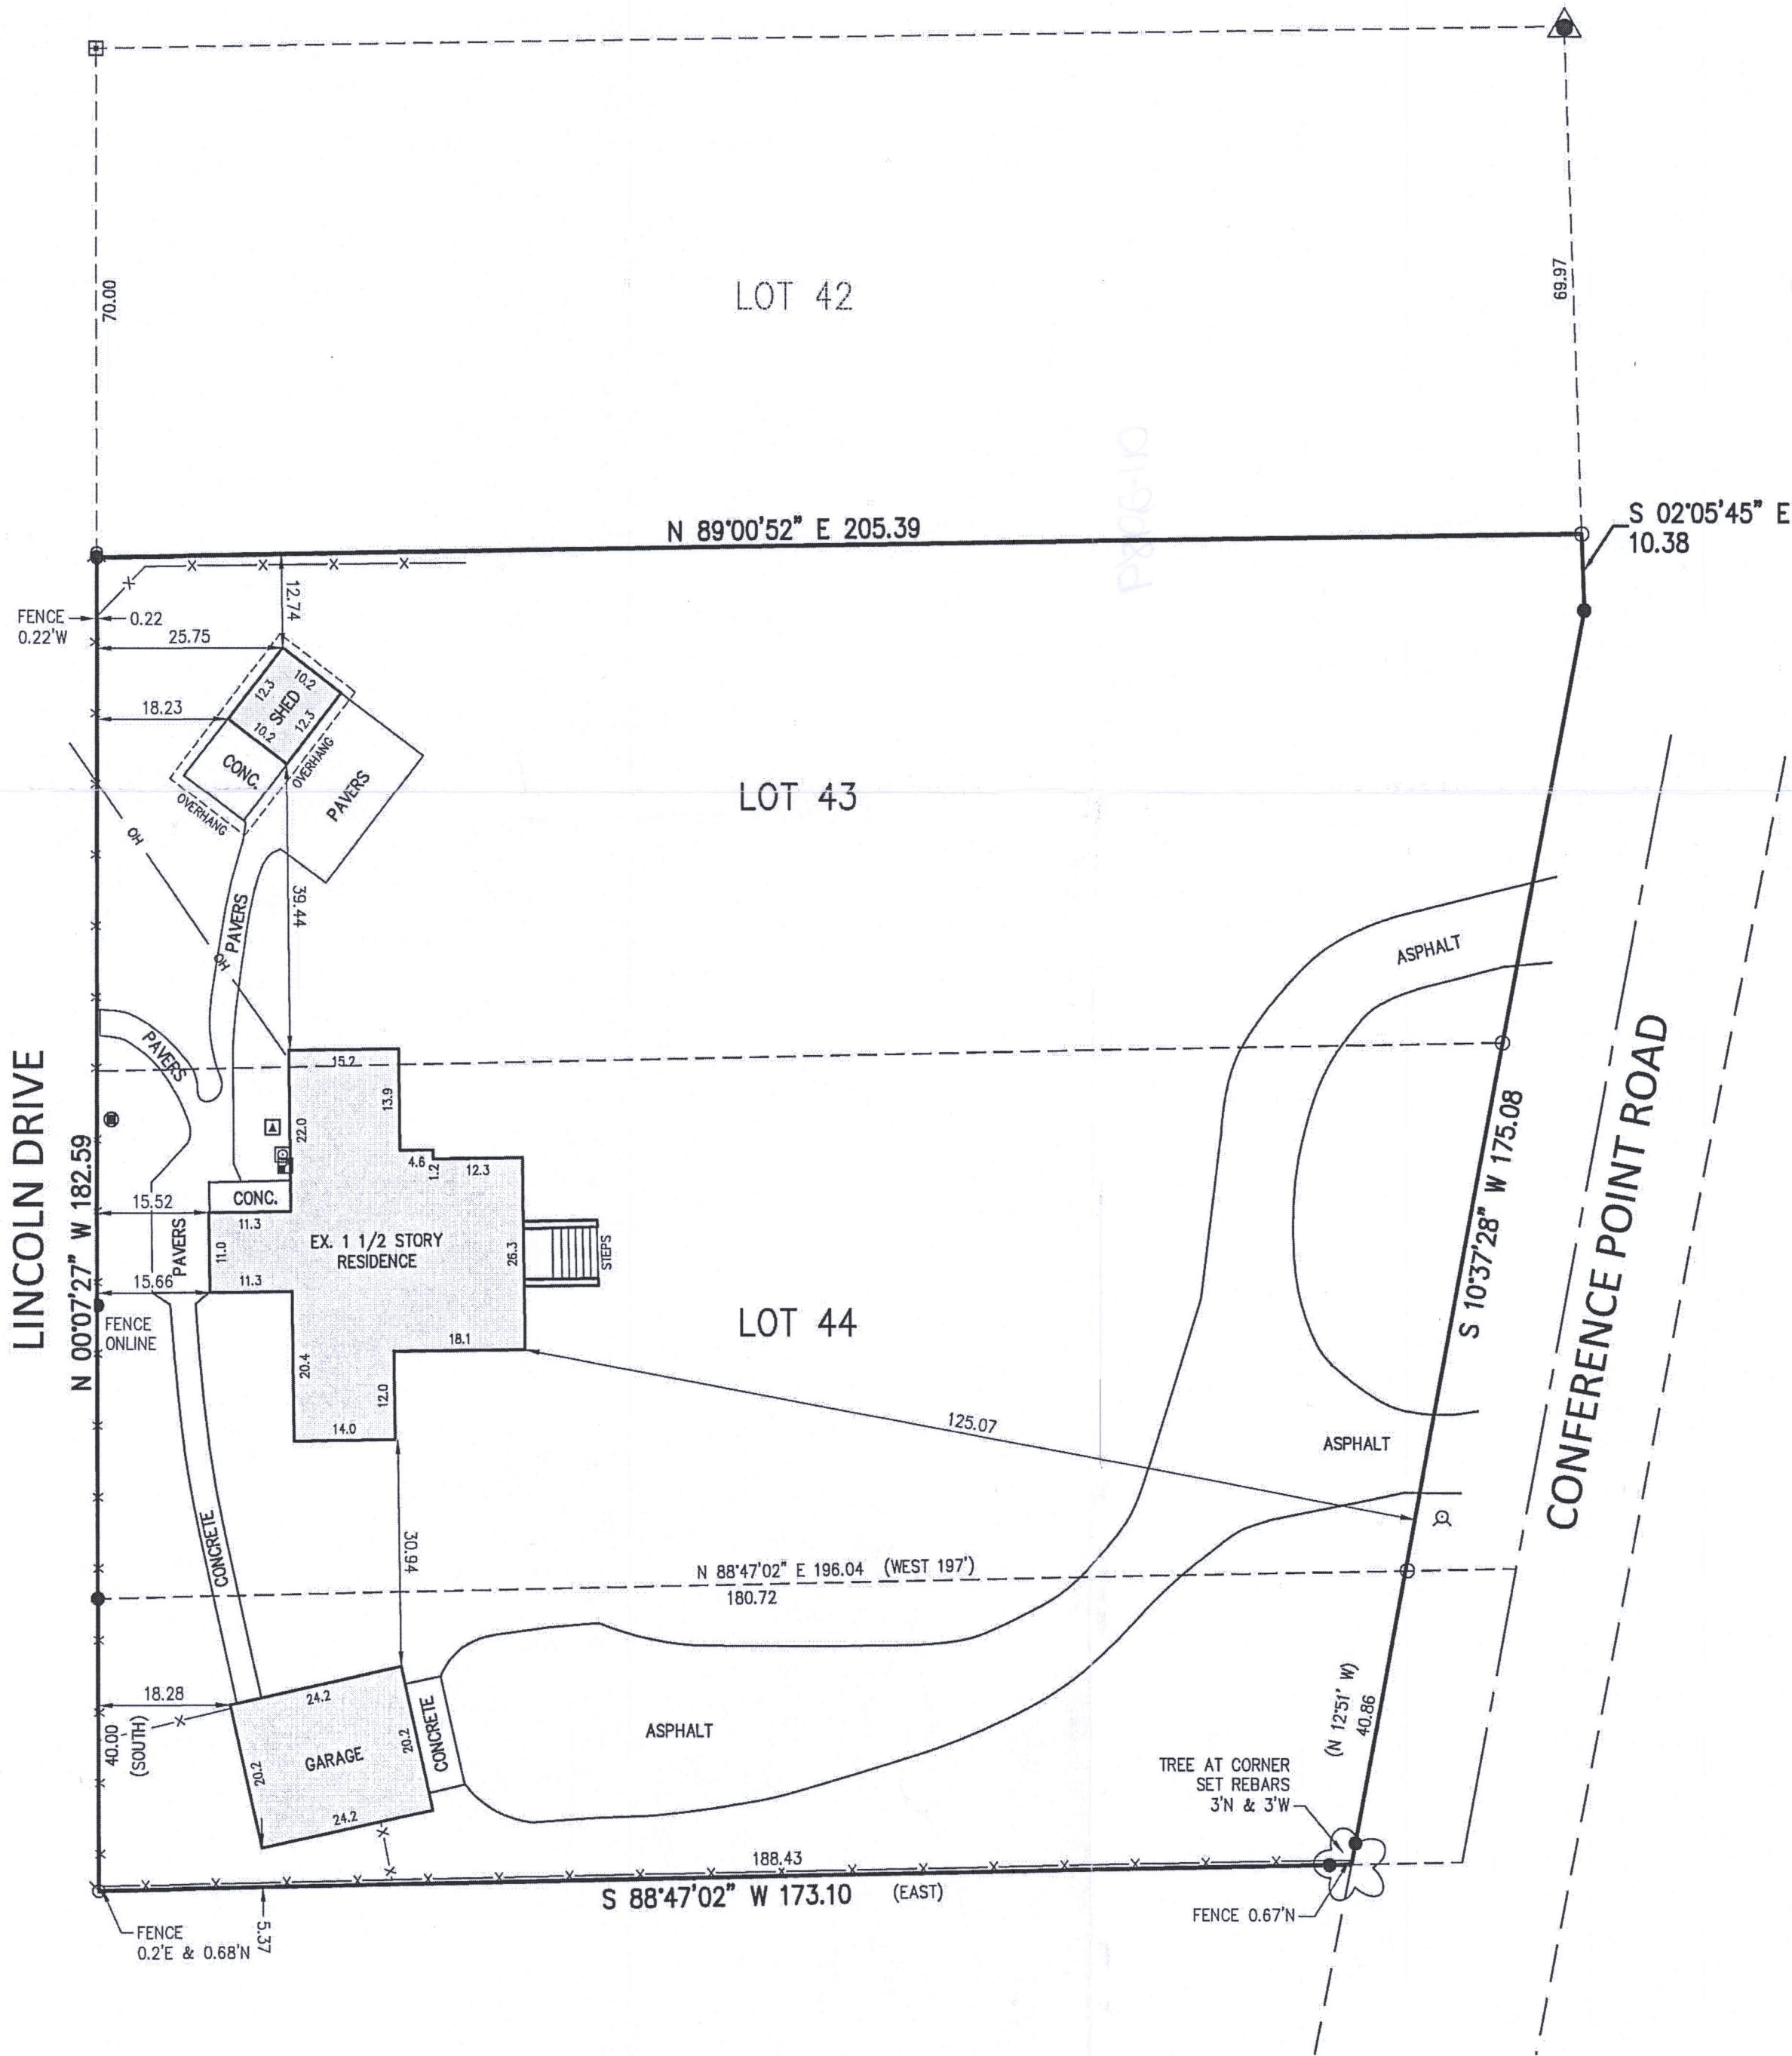 70.00
69.97
LOT 42
N 89°00'52" E 205.39
S 02°05'45" E
10.38
FENCE
0.22'W
0.22
12.74
25.75
18.23
12.3
10.2
SHED
10.2
12.3
CONC.
OVERHANG
OVERHANG
PAVERS
OH
OH
PAVERS
39.44
LOT 43
ASPHALT
LINCOLN DRIVE
N 00°07'27" W 182.59
PAVERS
15.2
13.9
22.0
4.6
1.2
12.3
CONC.
15.52
11.3
PAVERS
11.0
EX. 1 1/2 STORY
RESIDENCE
26.3
STEPS
15.66
11.3
FENCE
ONLINE
18.1
20.4
12.0
14.0
LOT 44
125.07
ASPHALT
S 10°37'28" W 175.08
CONFERENCE POINT ROAD
CONCRETE
30.94
N 88°47'02" E 196.04 (WEST 197')
180.72
18.28
40.00
(SOUTH)
24.2
20.2
GARAGE
20.2
24.2
CONCRETE
ASPHALT
(N 12°51' W)
40.86
TREE AT CORNER
SET REBARS
3'N & 3'W
188.43
S 88°47'02" W 173.10 (EAST)
FENCE 0.67'N
FENCE
0.2'E & 0.68'N
5.37